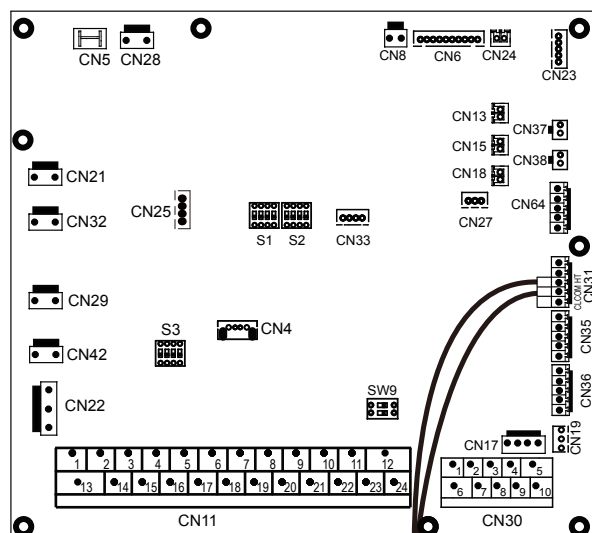 CN5
CN28
CN8
CN6
CN24
CN23
CN13
CN37
CN15
CN38
CN18
CN21
CN25
CN27
CN64
CN32
S1
S2
CN33
CLCOM HT
CN31
CN29
S3
CN4
CN35
CN42
CN22
SW9
CN36
CN17
CN19
1 2 3 4 5 6 7 8 9 10 11 12
13 14 15 16 17 18 19 20 21 22 23 24
CN11
1 2 3 4 5
6 7 8 9 10
CN30